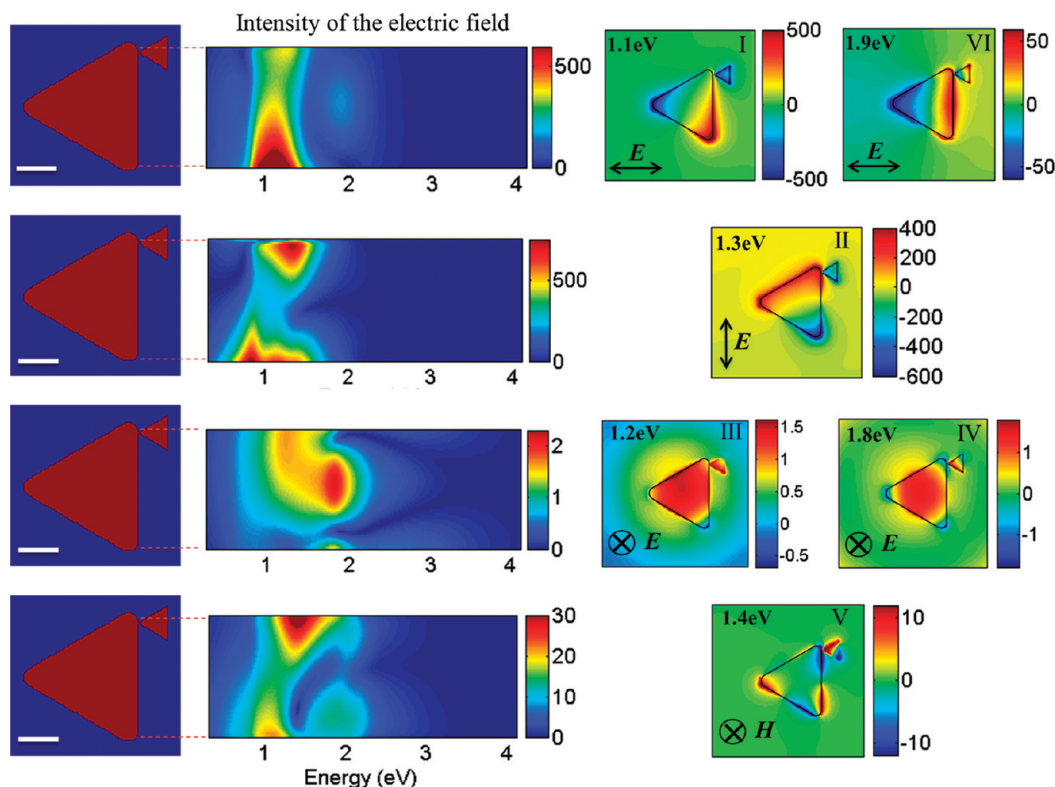 Intensity of the electric field
500
0
1 2 3 4
1.1eV I
E
500
0
-500
1.9eV VI
E
50
0
-50
500
0
1 2 3 4
1.3eV II
E
400
200
0
-200
-400
-600
2
1
0
1 2 3 4
1.2eV III
E
1.5
1
0.5
0
-0.5
1.8eV IV
E
1
0
-1
30
20
10
0
1 2 3 4
Energy (eV)
1.4eV V
H
10
0
-10